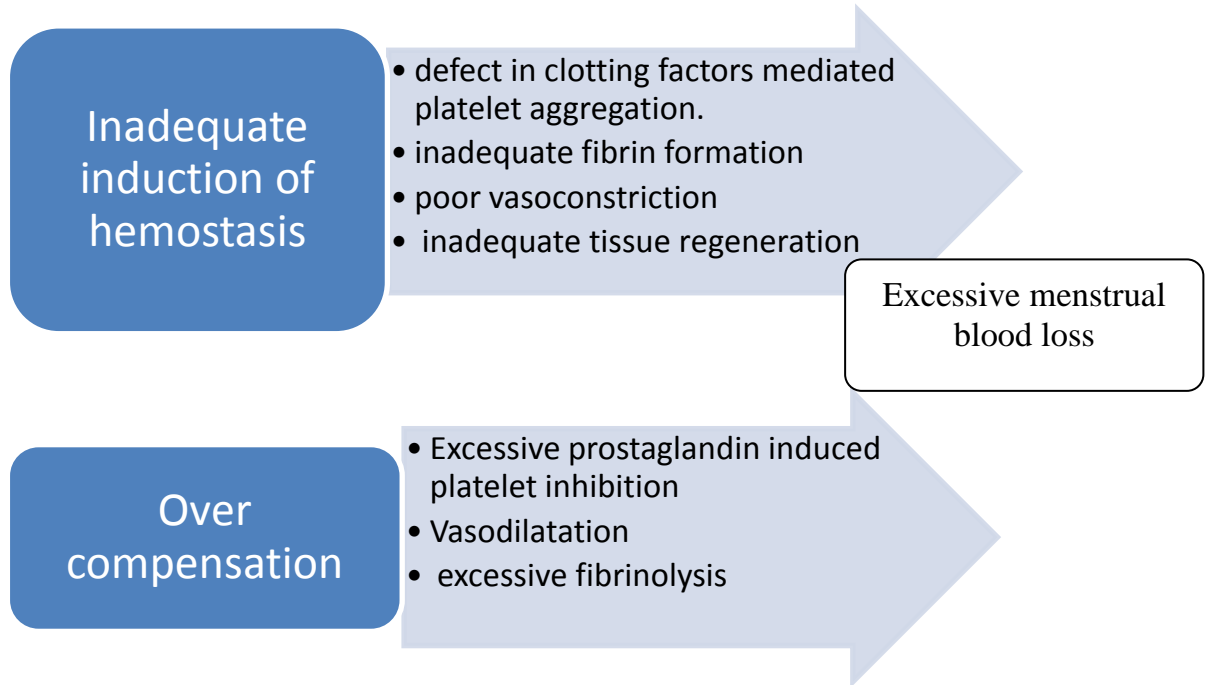 Inadequate
induction of
hemostasis
• defect in clotting factors mediated
platelet aggregation.
• inadequate fibrin formation
• poor vasoconstriction
• inadequate tissue regeneration
Excessive menstrual
blood loss
Over
compensation
• Excessive prostaglandin induced
platelet inhibition
• Vasodilatation
• excessive fibrinolysis